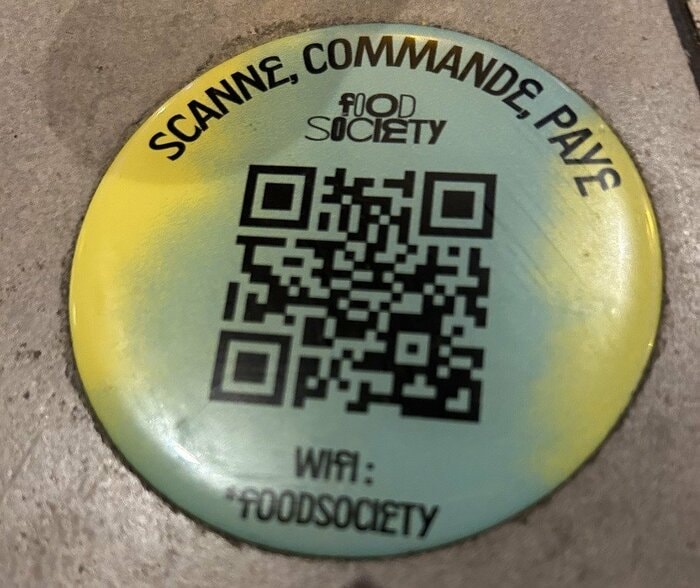 SCANNE, COMMANDE, PAYE
FOOD
SOCIETY
WIFI :
*FOODSOCIETY